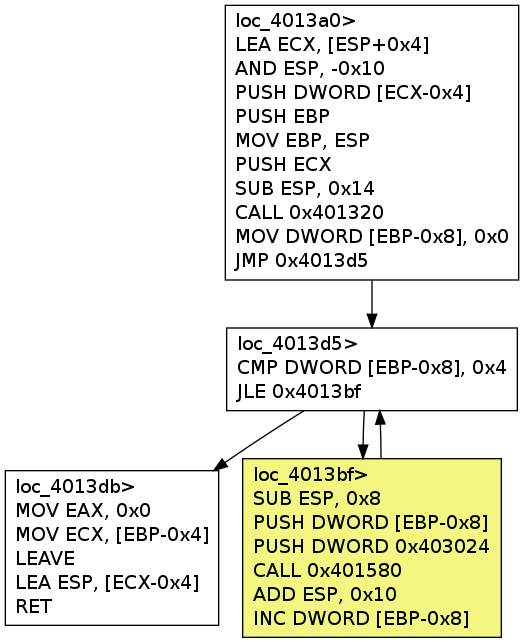 loc_4013a0>
LEA ECX, [ESP+0x4]
AND ESP, -0x10
PUSH DWORD [ECX-0x4]
PUSH EBP
MOV EBP, ESP
PUSH ECX
SUB ESP, 0x14
CALL 0x401320
MOV DWORD [EBP-0x8], 0x0
JMP 0x4013d5
loc_4013d5>
CMP DWORD [EBP-0x8], 0x4
JLE 0x4013bf
loc_4013db>
MOV EAX, 0x0
MOV ECX, [EBP-0x4]
LEAVE
LEA ESP, [ECX-0x4]
RET
loc_4013bf>
SUB ESP, 0x8
PUSH DWORD [EBP-0x8]
PUSH DWORD 0x403024
CALL 0x401580
ADD ESP, 0x10
INC DWORD [EBP-0x8]